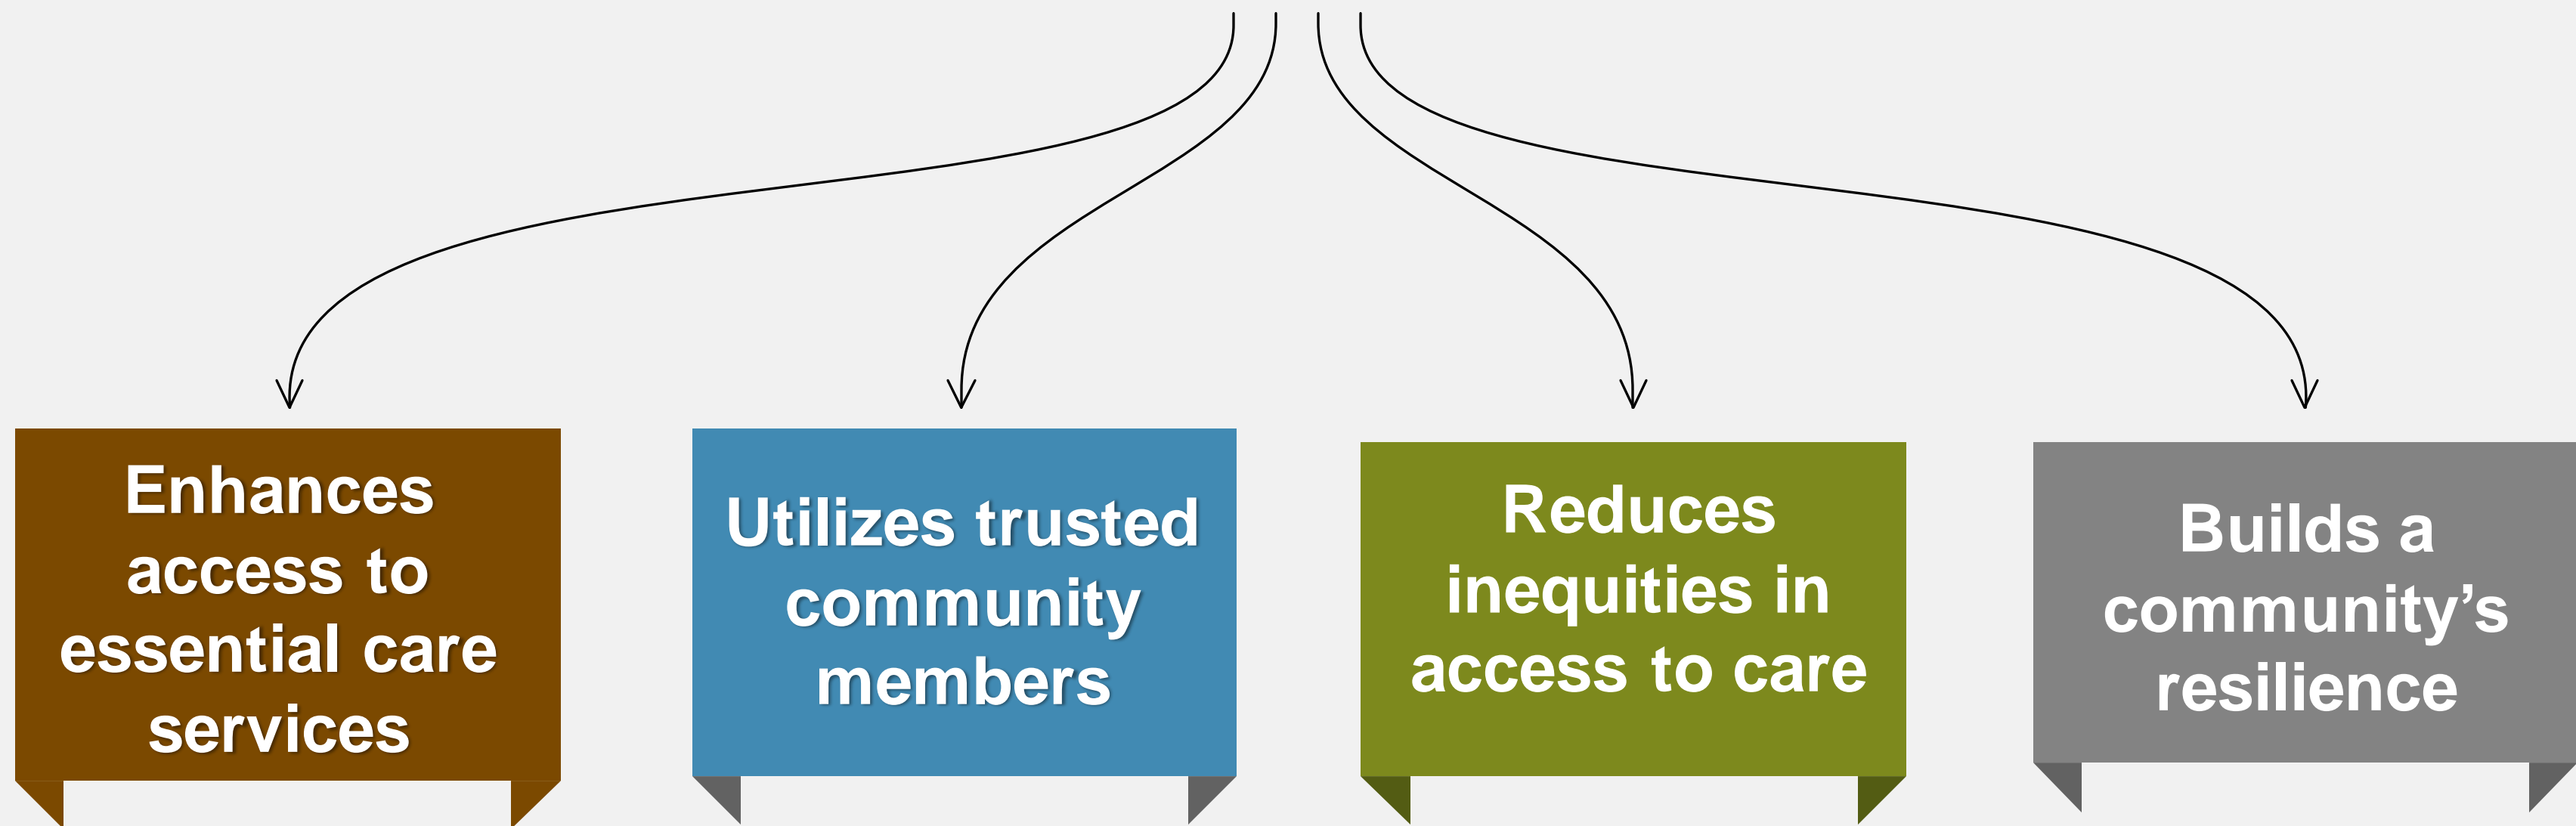 Enhances
access to
essential care
services
Utilizes trusted
community
members
Reduces
inequities in
access to care
Builds a
community’s
resilience